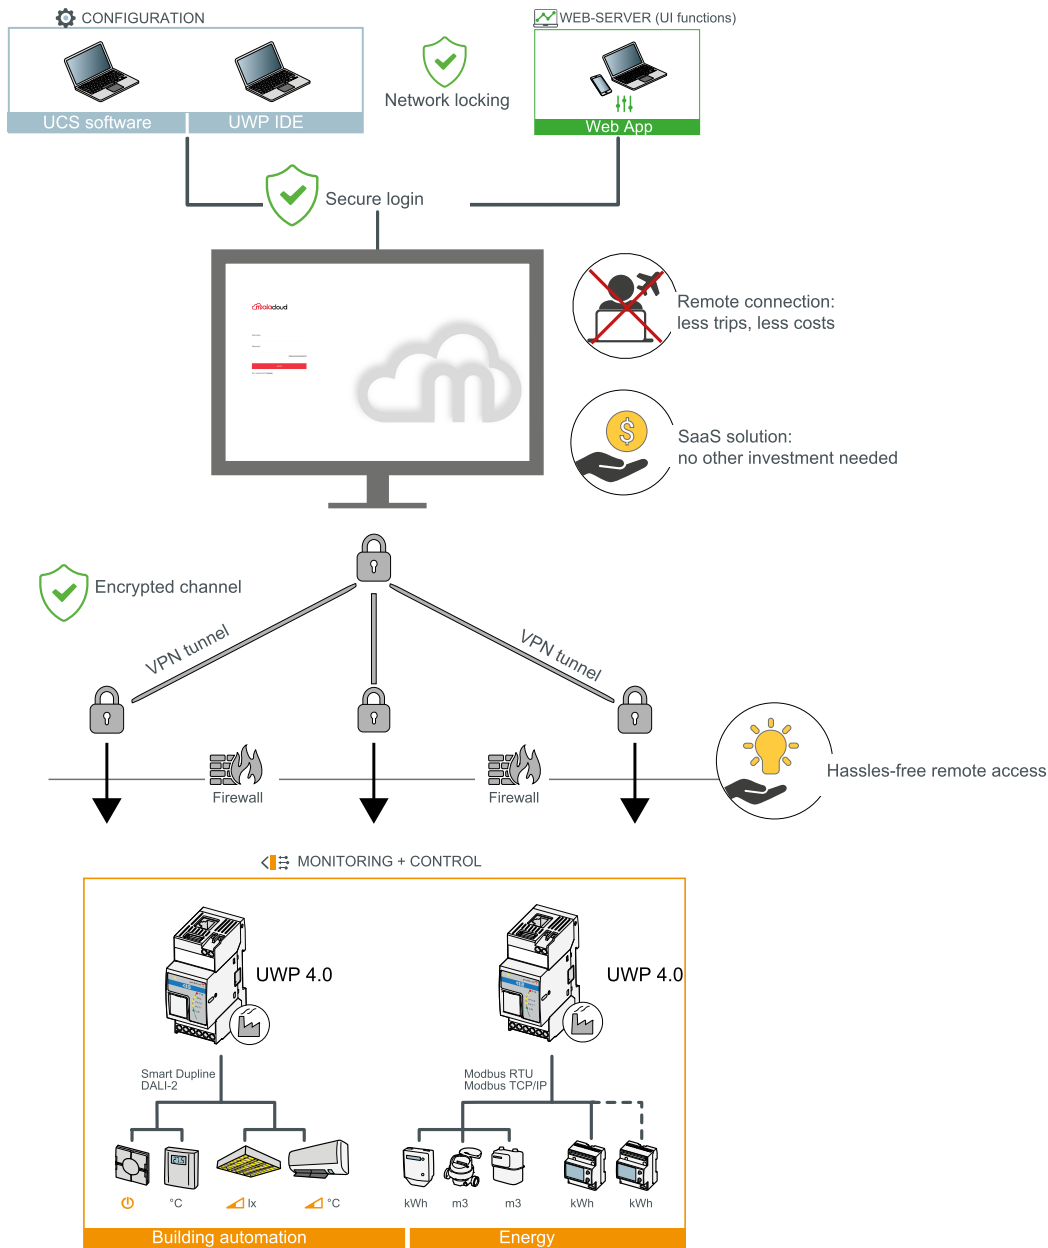 CONFIGURATION
WEB-SERVER (UI functions)
UCS software
UWP IDE
Network locking
Web App
Secure login
maiacloud
Remote connection:
less trips, less costs
SaaS solution:
no other investment needed
Encrypted channel
VPN tunnel
VPN tunnel
Firewall
Firewall
Hassles-free remote access
MONITORING + CONTROL
UWP 4.0
UWP 4.0
Smart Dupline
DALI-2
Modbus RTU
Modbus TCP/IP
°C
lx
°C
kWh
m3
m3
kWh
kWh
Building automation
Energy